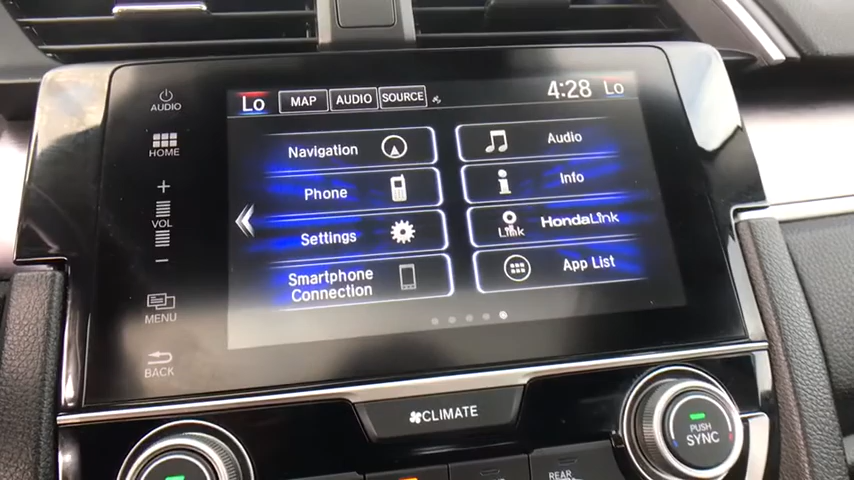 Lo MAP AUDIO SOURCE 4:28 Lo
AUDIO
HOME
+
VOL
−
MENU
BACK
Navigation
Audio
Phone
Info
Settings
Link HondaLink
Smartphone
Connection
App List
CLIMATE
PUSH
SYNC
REAR